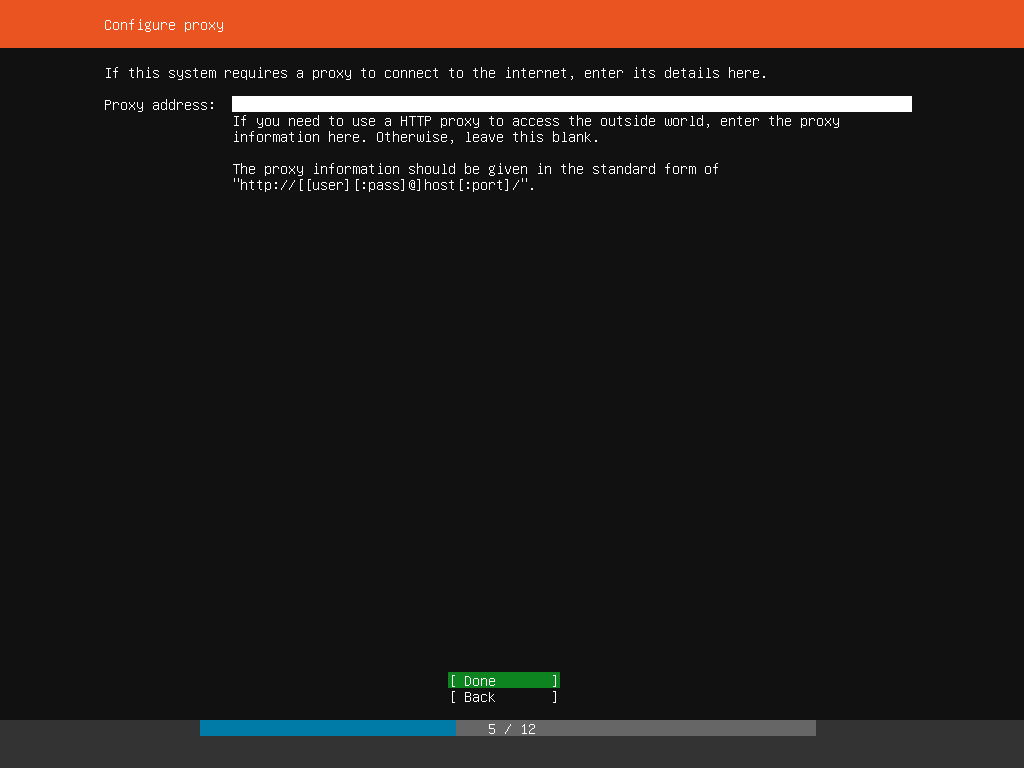 Configure proxy
If this system requires a proxy to connect to the internet, enter its details here.
Proxy address:
If you need to use a HTTP proxy to access the outside world, enter the proxy
information here. Otherwise, leave this blank.
The proxy information should be given in the standard form of
"http://[[user][:pass]@]host[:port]/".
[ Done ]
[ Back ]
5 / 12